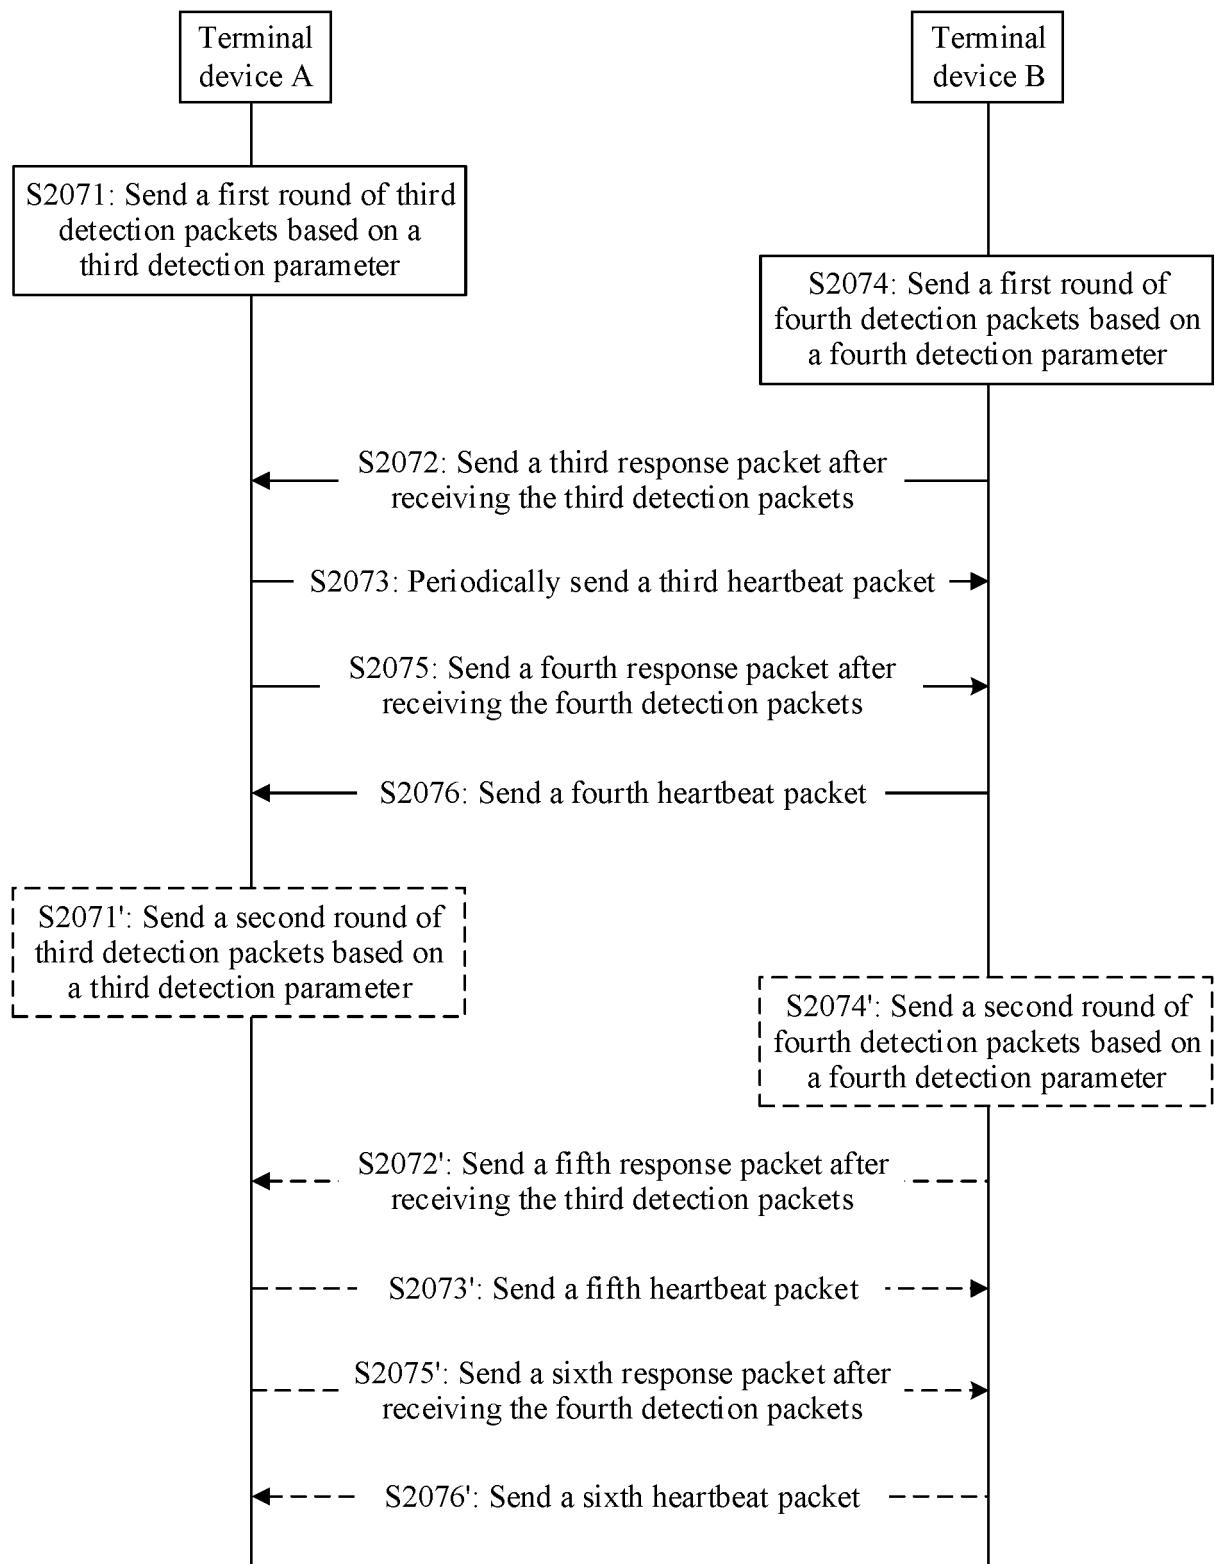 Terminal
device A
Terminal
device B
S2071: Send a first round of third
detection packets based on a
third detection parameter
S2074: Send a first round of
fourth detection packets based on
a fourth detection parameter
S2072: Send a third response packet after
receiving the third detection packets
S2073: Periodically send a third heartbeat packet
S2075: Send a fourth response packet after
receiving the fourth detection packets
S2076: Send a fourth heartbeat packet
S2071': Send a second round of
third detection packets based on
a third detection parameter
S2074': Send a second round of
fourth detection packets based on
a fourth detection parameter
S2072': Send a fifth response packet after
receiving the third detection packets
S2073': Send a fifth heartbeat packet
S2075': Send a sixth response packet after
receiving the fourth detection packets
S2076': Send a sixth heartbeat packet